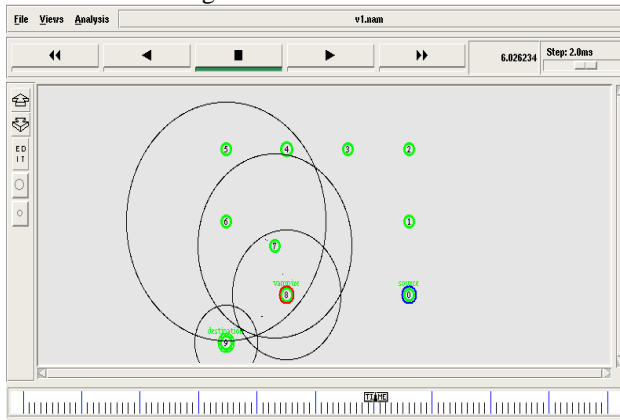 File Views Analysis v1.nam
6.026234 Step: 2.0ms
E D
I T
5 4 3 2
6 1
7
vampire source
8 0
destination
9
TIME